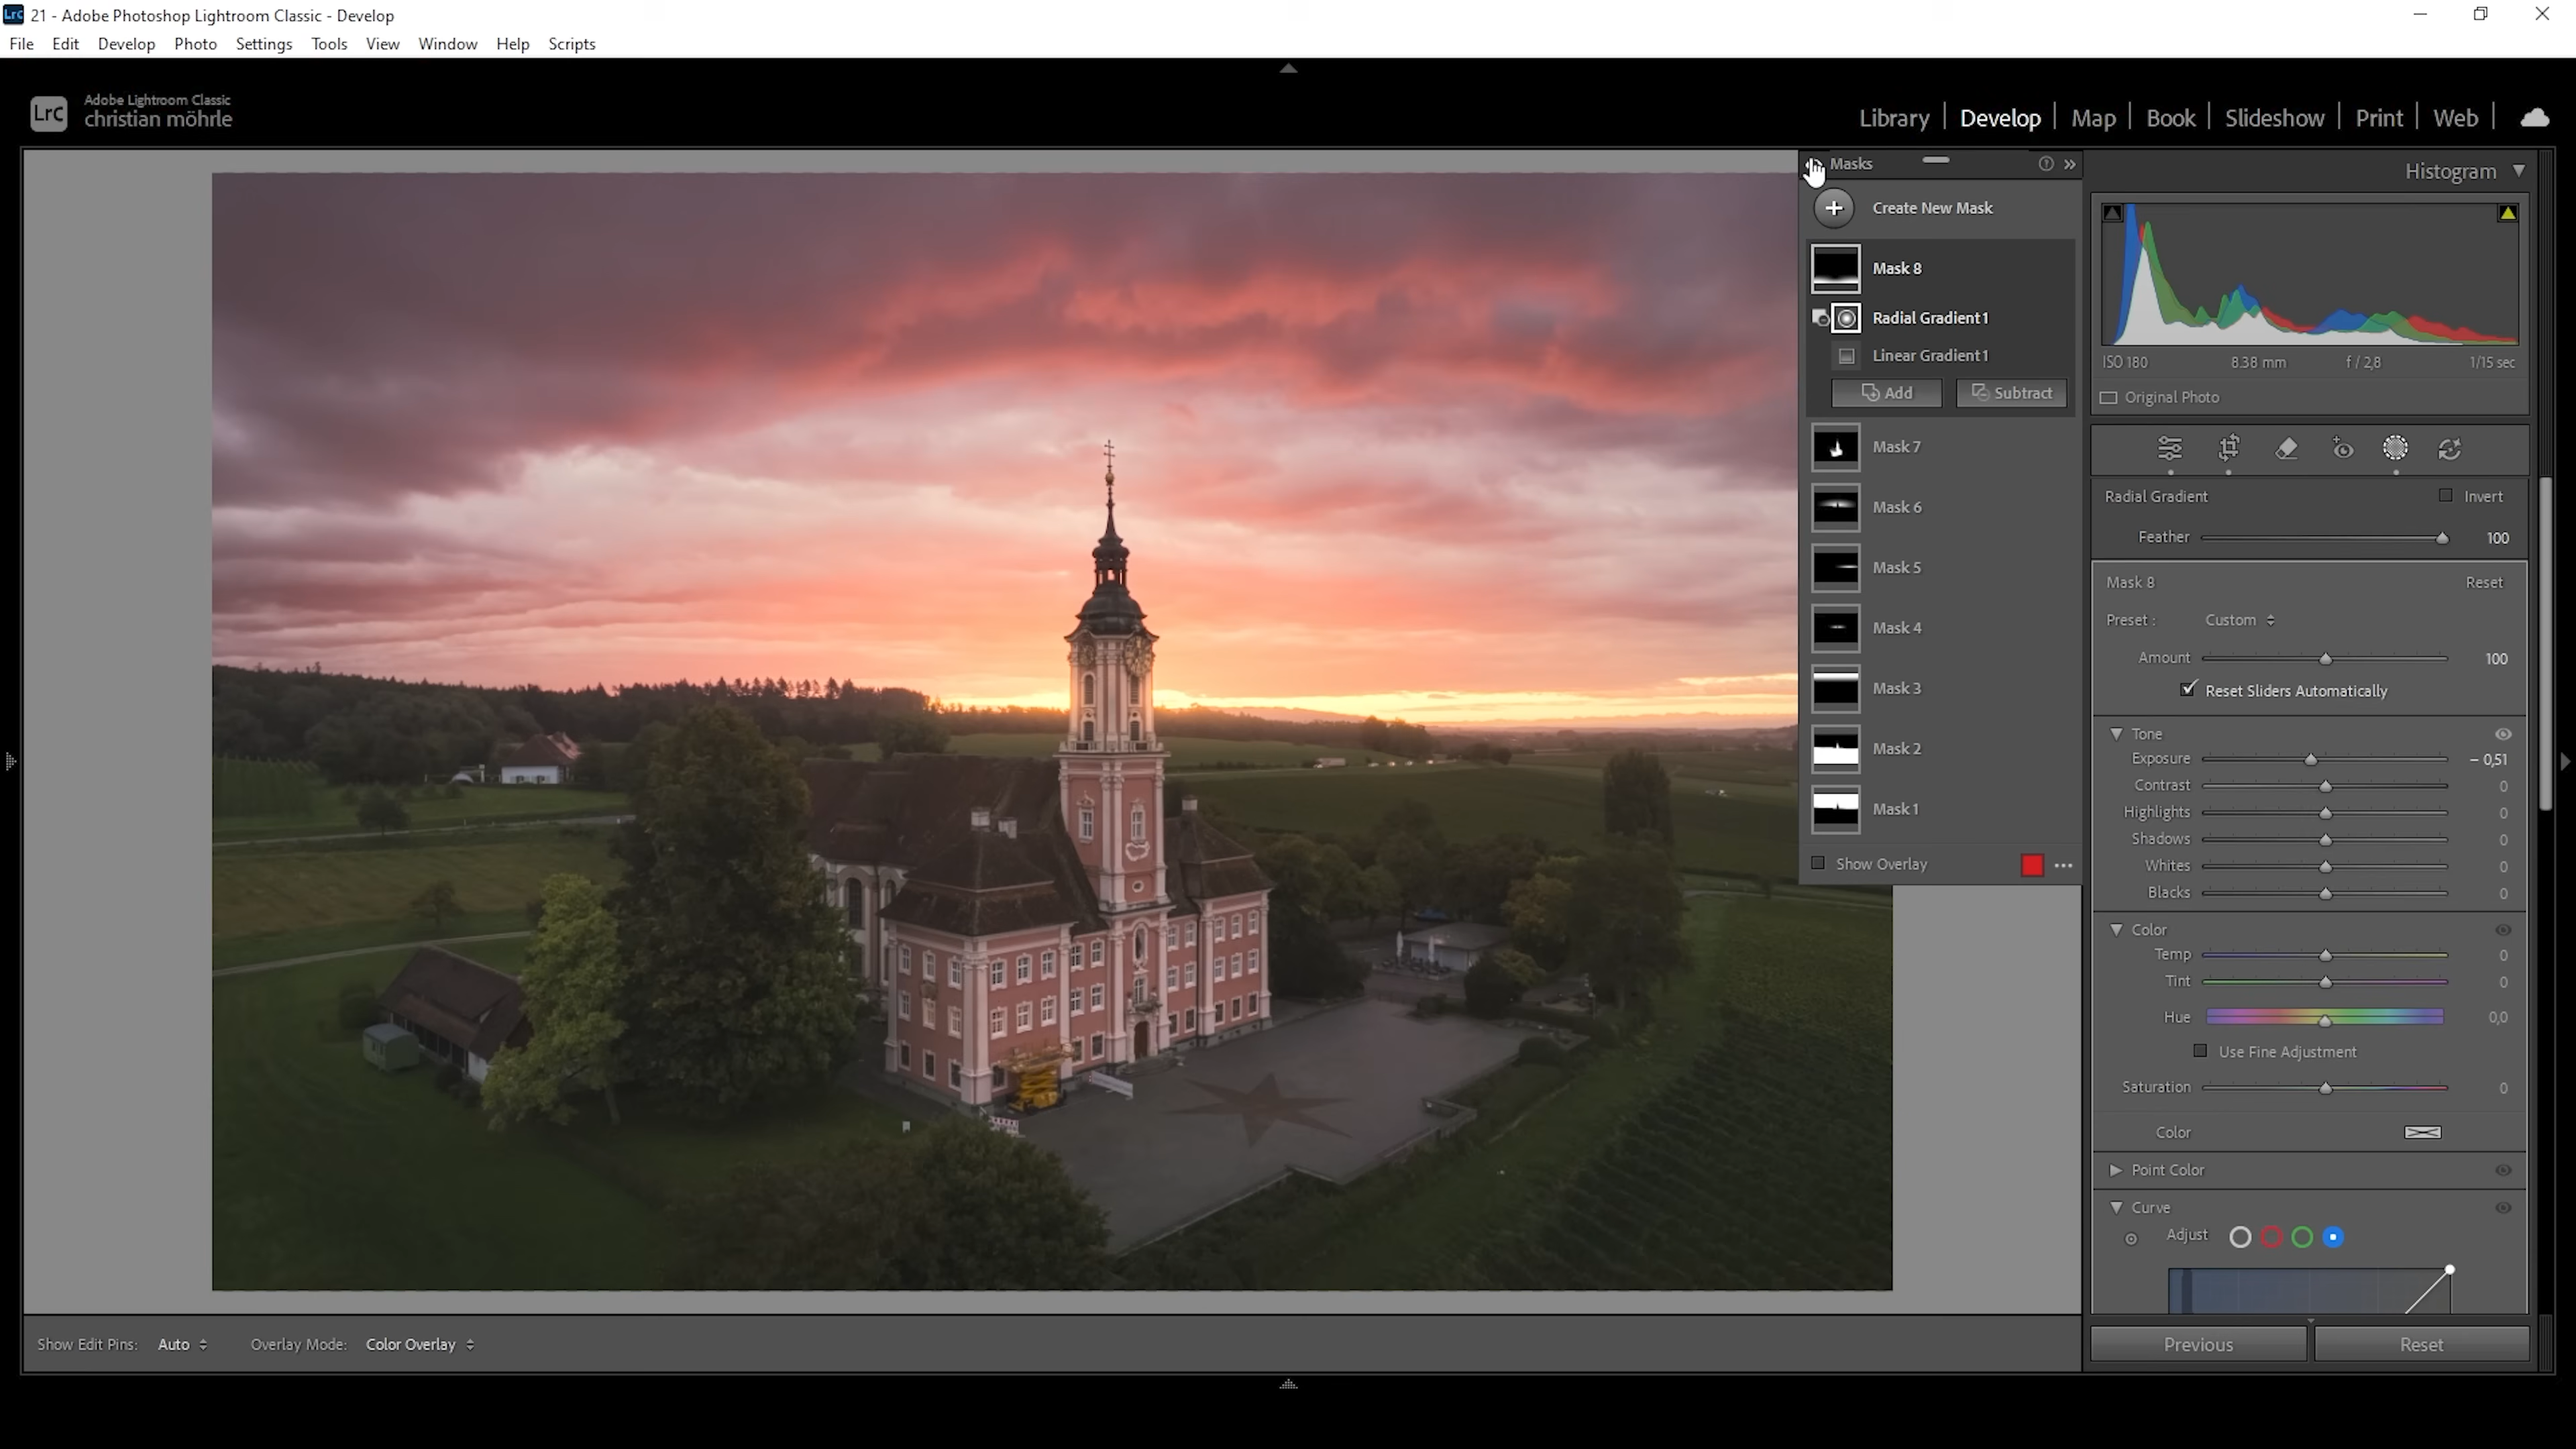 Lrc 21 - Adobe Photoshop Lightroom Classic - Develop
File Edit Develop Photo Settings Tools View Window Help Scripts
Lrc Adobe Lightroom Classic
christian möhrle
Library | Develop | Map | Book | Slideshow | Print | Web |
Masks
Create New Mask
Mask 8
Radial Gradient 1
Linear Gradient 1
Add Subtract
Mask 7
Mask 6
Mask 5
Mask 4
Mask 3
Mask 2
Mask 1
Show Overlay
Histogram
ISO 180 8.38 mm f / 2,8 1/15 sec
Original Photo
Radial Gradient Invert
Feather 100
Mask 8 Reset
Preset : Custom
Amount 100
Reset Sliders Automatically
Tone
Exposure – 0,51
Contrast 0
Highlights 0
Shadows 0
Whites 0
Blacks 0
Color
Temp 0
Tint 0
Hue 0,0
Use Fine Adjustment
Saturation 0
Color
Point Color
Curve
Adjust
Previous Reset
Show Edit Pins: Auto Overlay Mode: Color Overlay